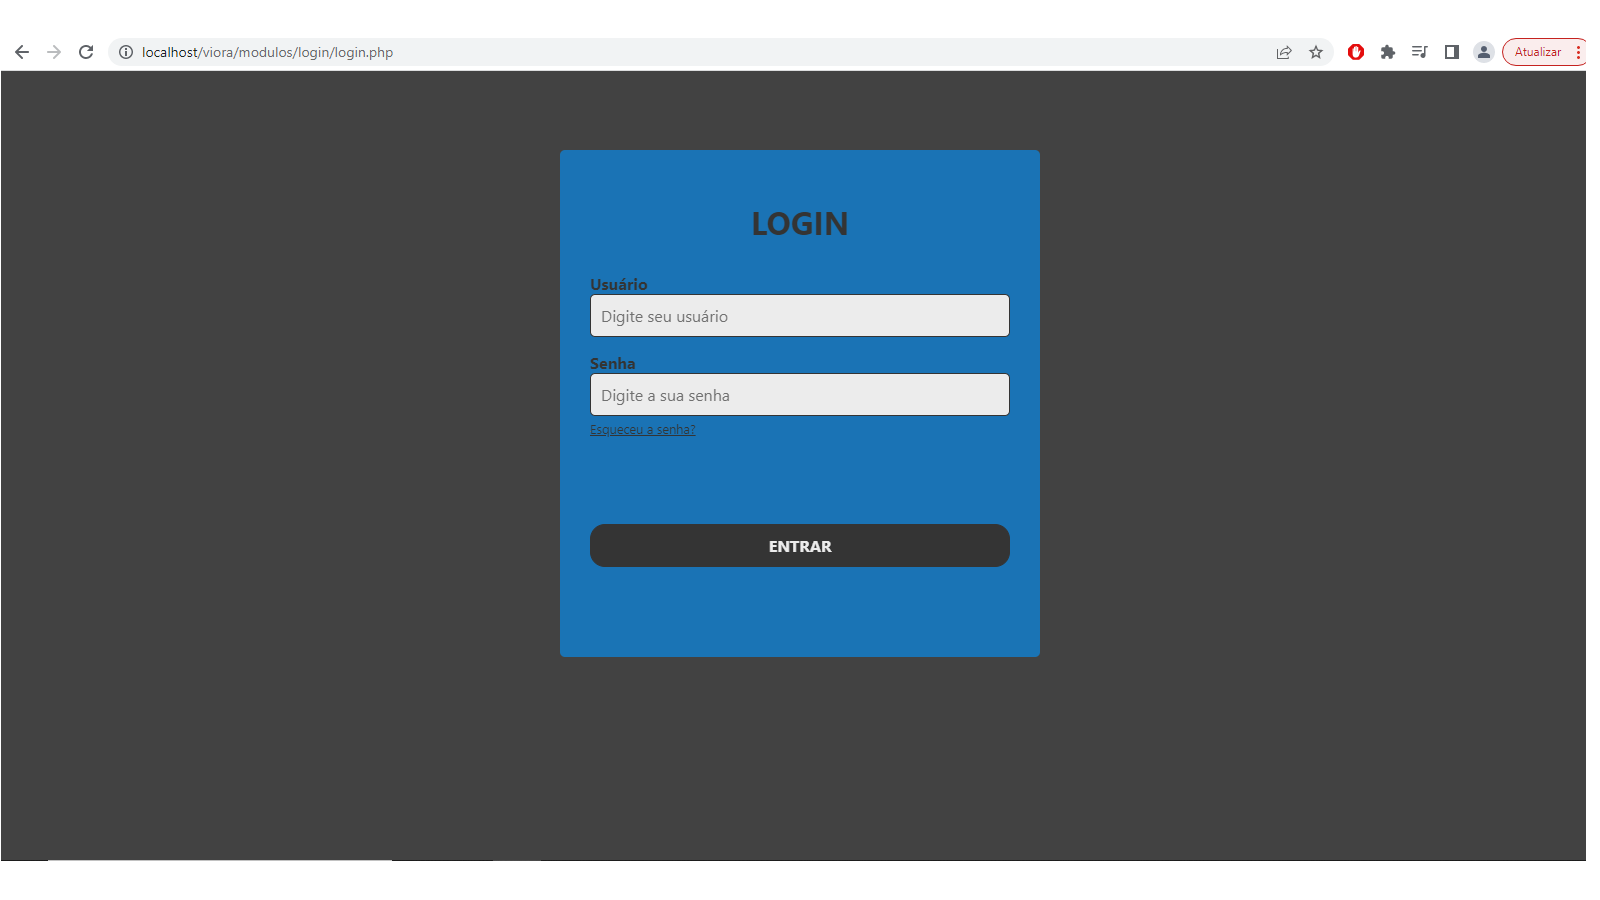 localhost/viora/modulos/login/login.php
Atualizar
LOGIN
Usuário
Digite seu usuário
Senha
Digite a sua senha
Esqueceu a senha?
ENTRAR